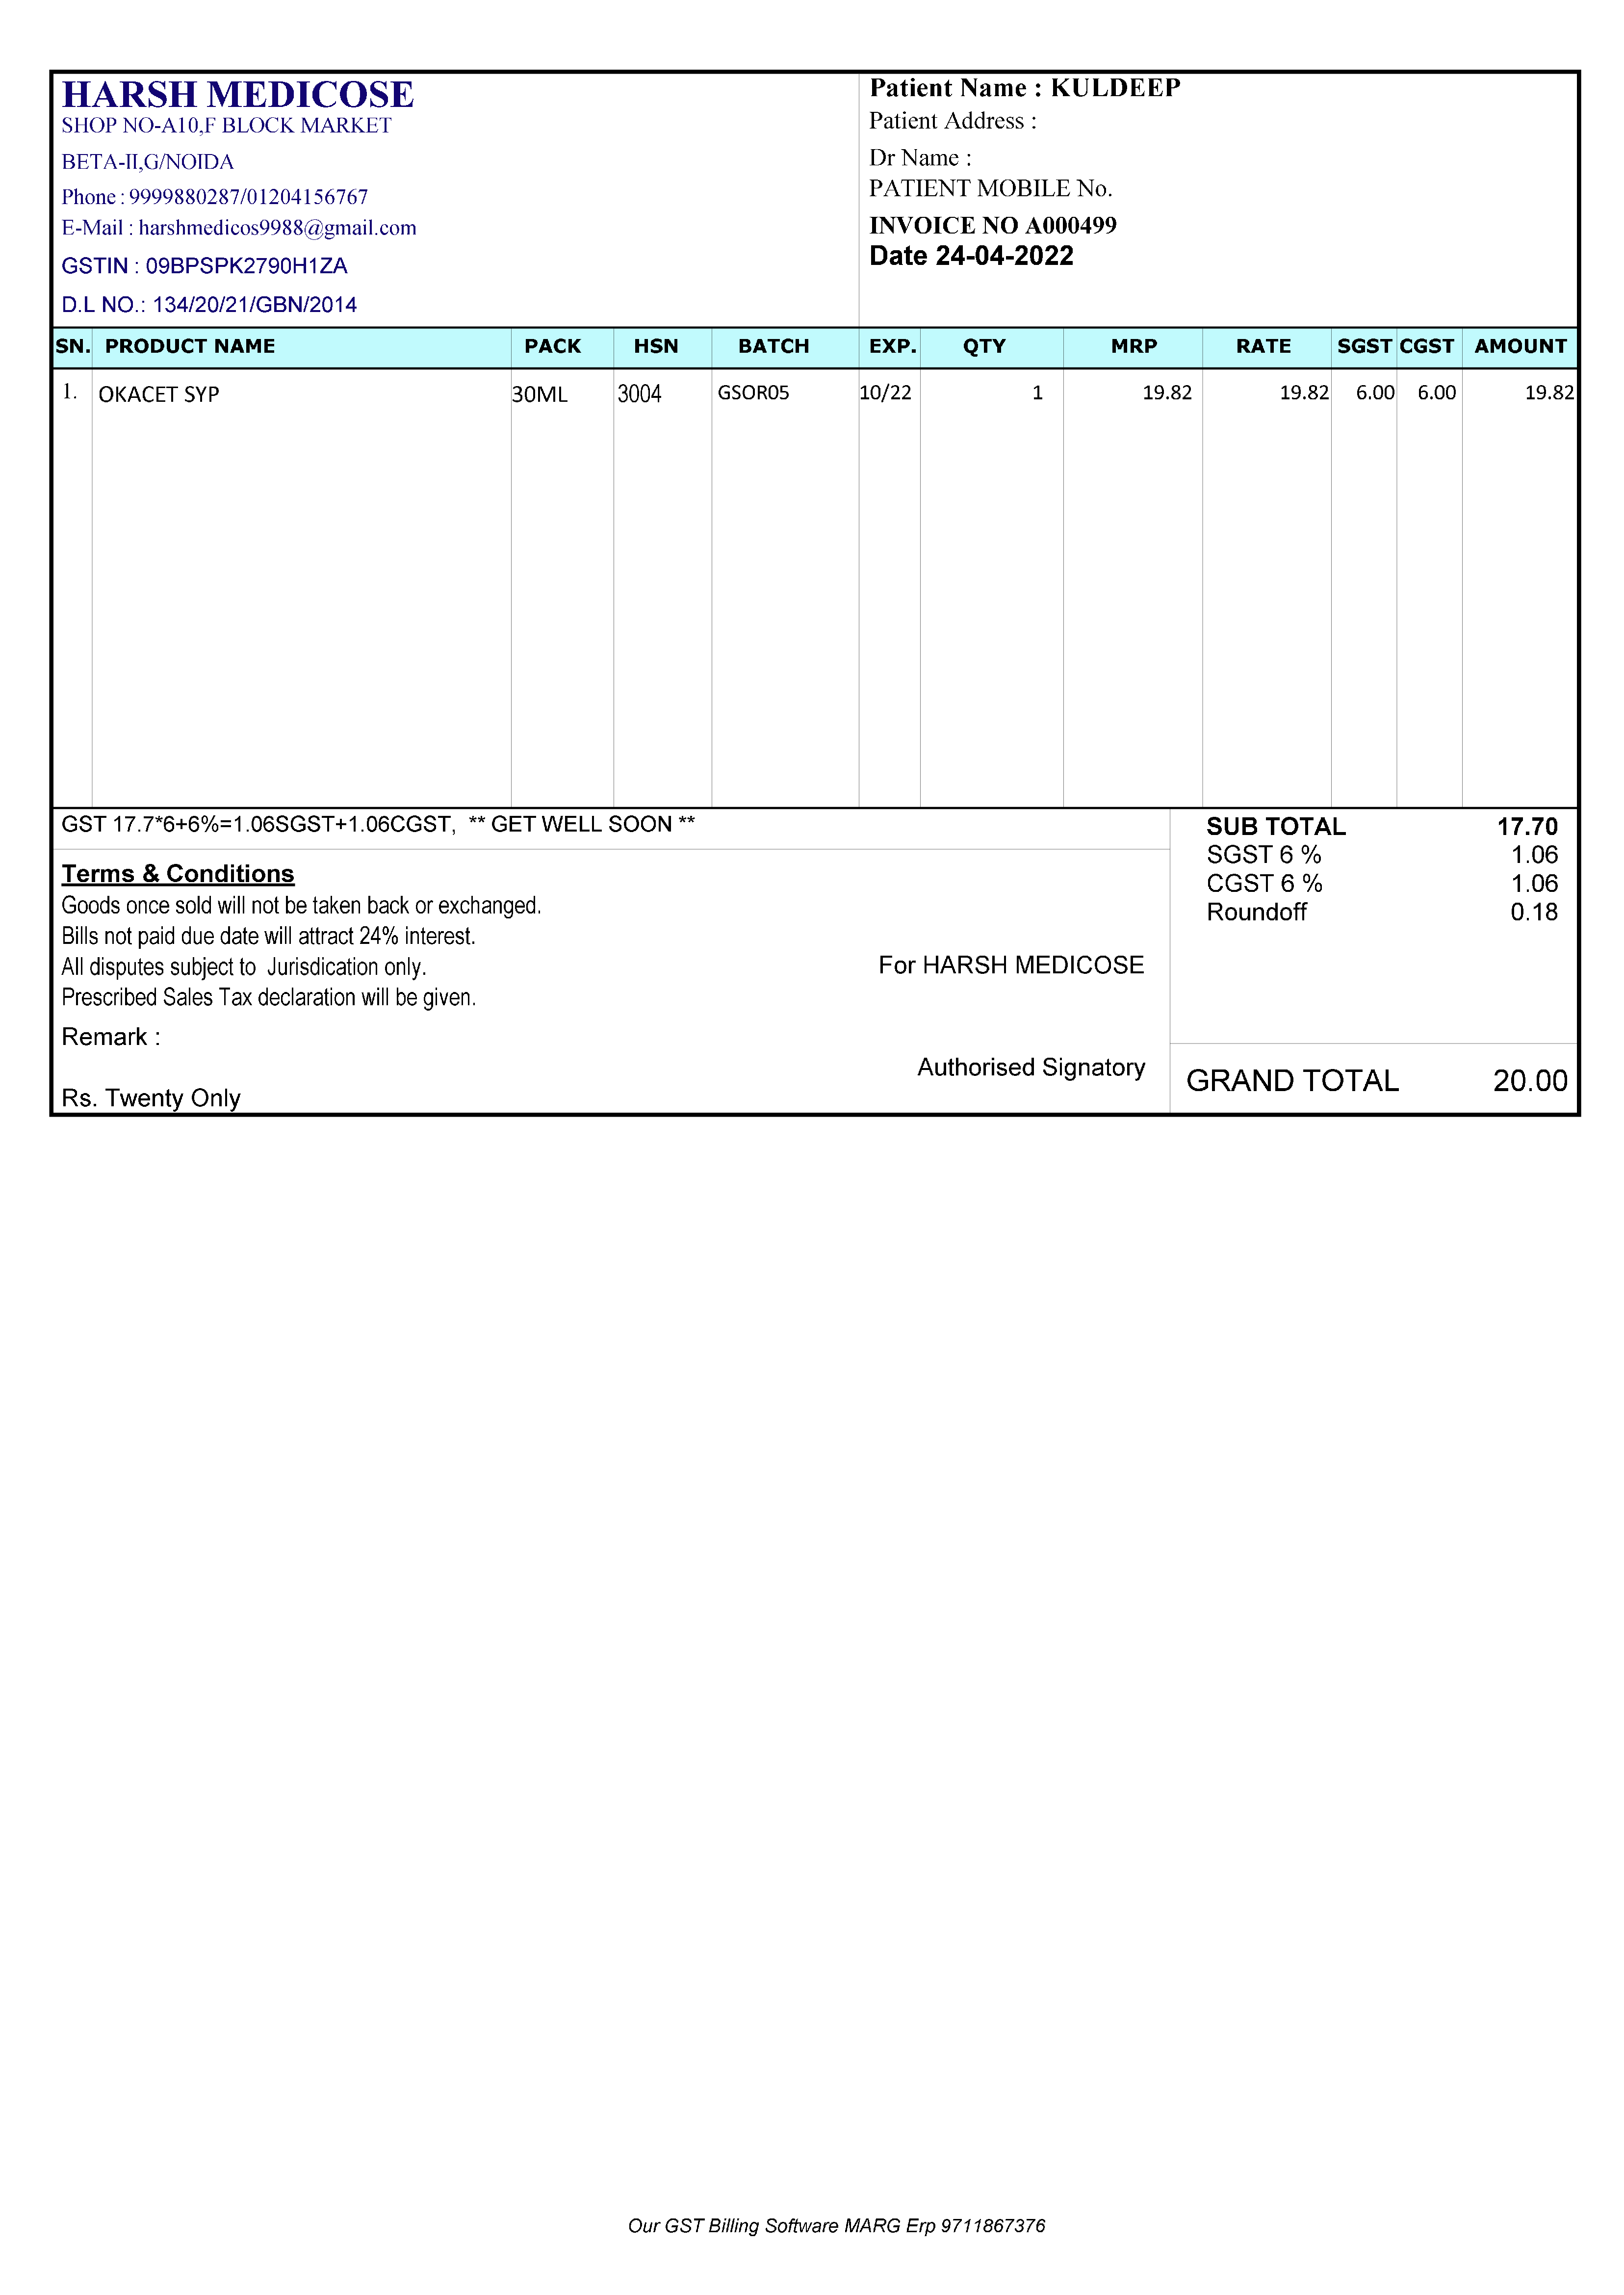 HARSH MEDICOSE
SHOP NO-A10,F BLOCK MARKET
BETA-II,G/NOIDA
Phone : 9999880287/01204156767
E-Mail : harshmedicos9988@gmail.com
GSTIN : 09BPSPK2790H1ZA
D.L NO.: 134/20/21/GBN/2014
Patient Name : KULDEEP
Patient Address :
Dr Name :
PATIENT MOBILE No.
INVOICE NO A000499
Date 24-04-2022
SN. PRODUCT NAME PACK HSN BATCH EXP. QTY MRP RATE SGST CGST AMOUNT
1. OKACET SYP 30ML 3004 GSOR05 10/22 1 19.82 19.82 6.00 6.00 19.82
GST 17.7*6+6%=1.06SGST+1.06CGST, ** GET WELL SOON **
Terms & Conditions
Goods once sold will not be taken back or exchanged.
Bills not paid due date will attract 24% interest.
All disputes subject to Jurisdication only.
Prescribed Sales Tax declaration will be given.
Remark :
Rs. Twenty Only
For HARSH MEDICOSE
Authorised Signatory
SUB TOTAL 17.70
SGST 6 % 1.06
CGST 6 % 1.06
Roundoff 0.18
GRAND TOTAL 20.00
Our GST Billing Software MARG Erp 9711867376